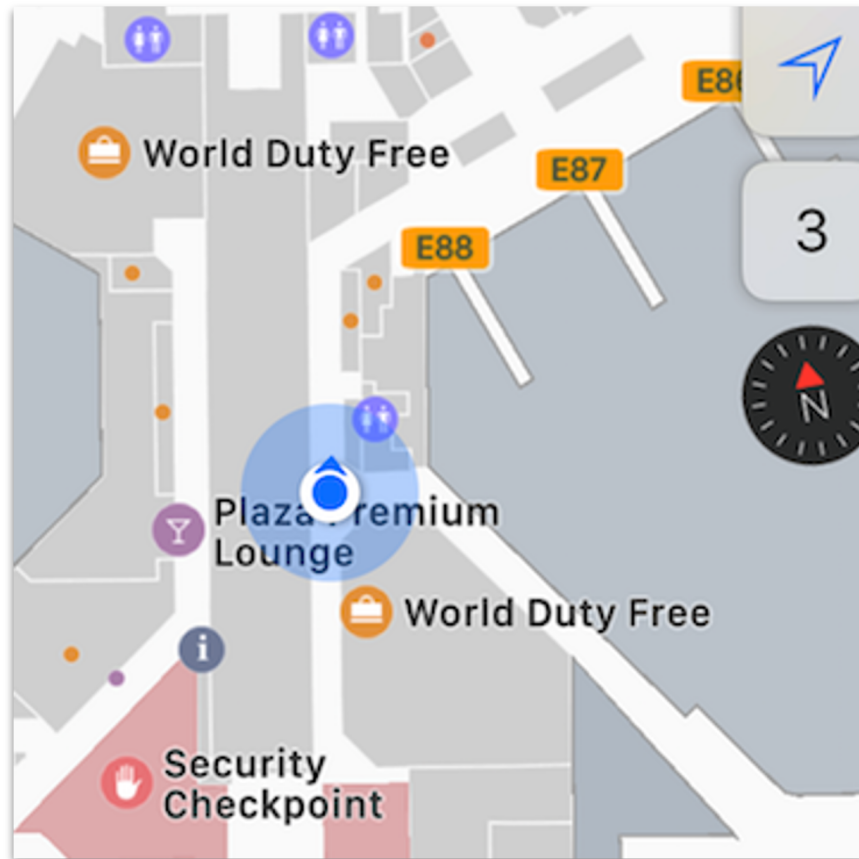 World Duty Free
E86
E87
E88
3
N
Plaza Premium
Lounge
World Duty Free
i
Security
Checkpoint